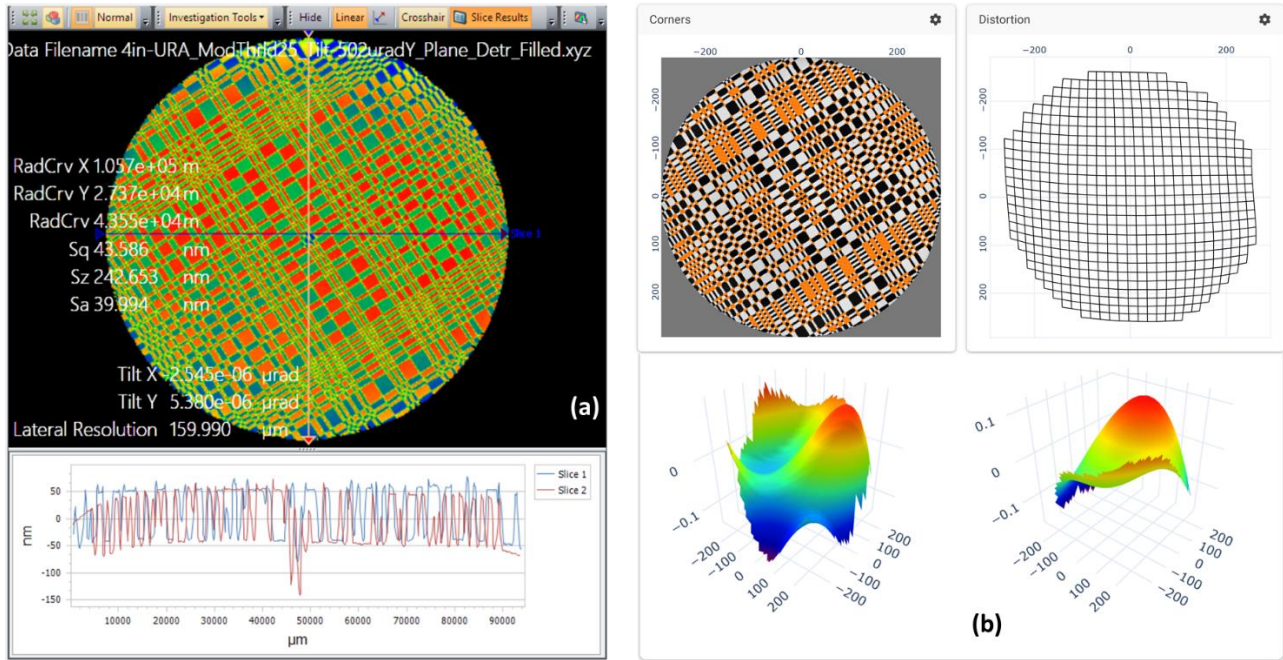 Normal Investigation Tools Hide Linear Crosshair Slice Results
Data Filename 4in-URA_ModThrld25_Tilt_502uradY_Plane_Detr_Filled.xyz
RadCrv X 1.057e+05 m
RadCrv Y 2.737e+04 m
RadCrv 4.355e+04 m
Slice 1
Sq 43.586 nm
Sz 242.653 nm
Sa 39.994 nm
Tilt X -2.545e-06 µrad
Tilt Y 5.380e-06 µrad
(a)
Lateral Resolution 159.990 µm
Slice 1
Slice 2
50
0
-50
-100
-150
nm
10000 20000 30000 40000 50000 60000 70000 80000 90000
µm
Corners
−200 0 200
−200
−100
0
100
200
Distortion
−200 0 200
−200
−100
0
100
200
0
−0.1
−200
−100
0
100
200
200
100
0
−100
−200
0.1
0
−0.1
−200
−100
0
100
200
200
100
0
−100
−200
(b)